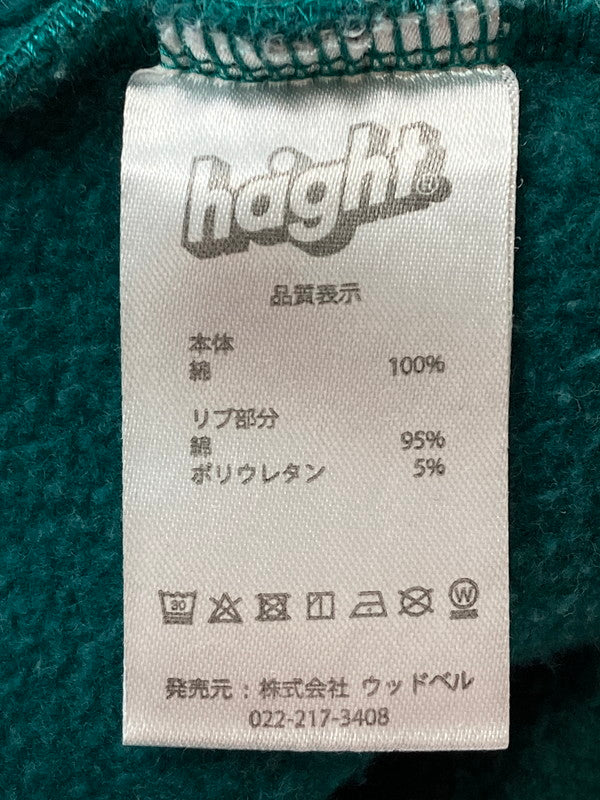 haight®
品質表示
本体
綿 100%
リブ部分
綿 95%
ポリウレタン 5%
30 W
発売元 : 株式会社 ウッドベル
022-217-3408